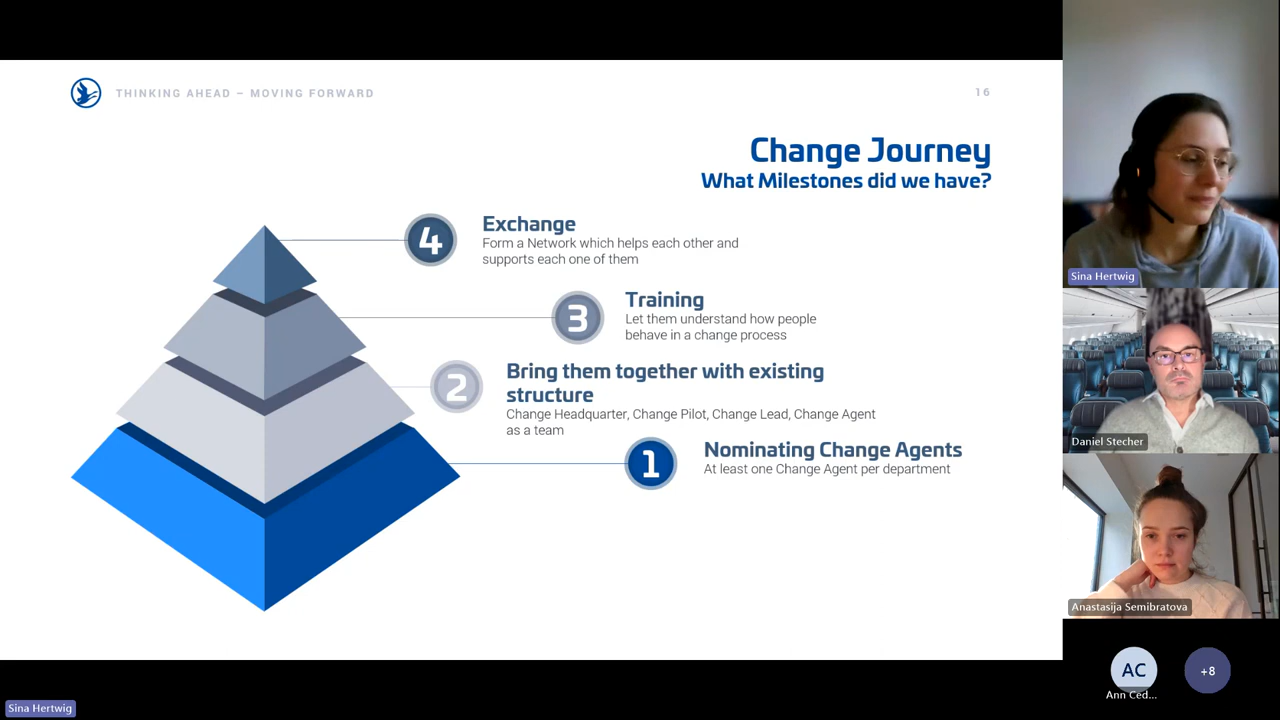 THINKING AHEAD – MOVING FORWARD
16
Change Journey
What Milestones did we have?
4
Exchange
Form a Network which helps each other and
supports each one of them
3
Training
Let them understand how people
behave in a change process
2
Bring them together with existing
structure
Change Headquarter, Change Pilot, Change Lead, Change Agent
as a team
1
Nominating Change Agents
At least one Change Agent per department
Sina Hertwig
Daniel Stecher
Anastasija Semibratova
AC
Ann Ced...
+8
Sina Hertwig